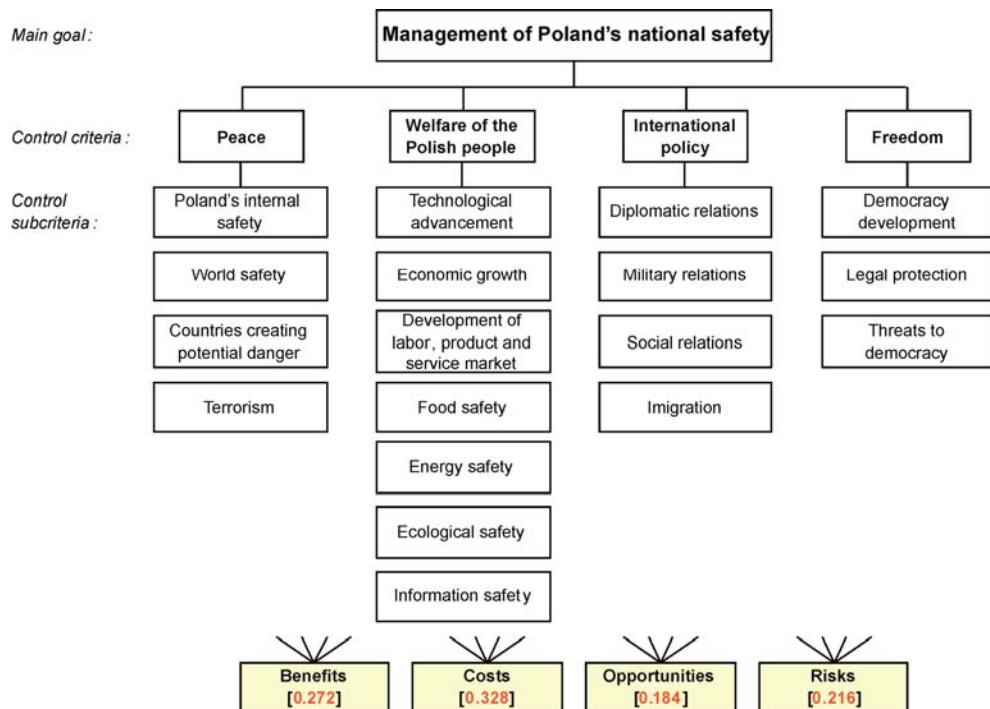 Main goal :
Management of Poland's national safety
Control criteria :
Peace
Welfare of the
Polish people
International
policy
Freedom
Control
subcriteria :
Poland's internal
safety
Technological
advancement
Diplomatic relations
Democracy
development
World safety
Economic growth
Military relations
Legal protection
Countries creating
potential danger
Development of
labor, product and
service market
Social relations
Threats to
democracy
Terrorism
Food safety
Imigration
Energy safety
Ecological safety
Information safety
Benefits
[0.272]
Costs
[0.328]
Opportunities
[0.184]
Risks
[0.216]